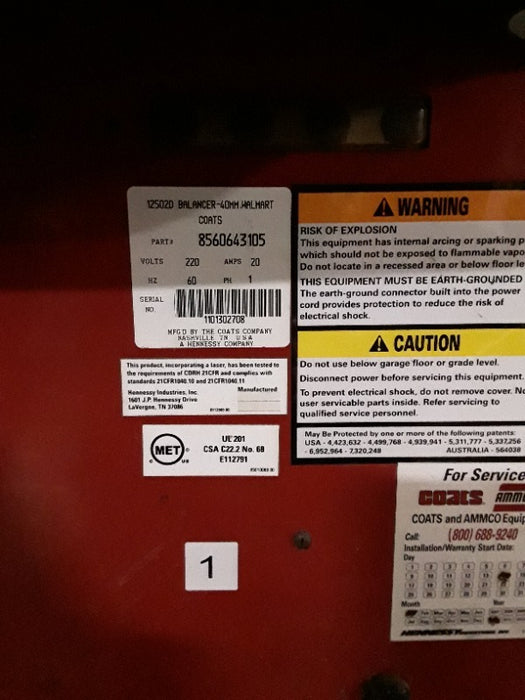 12502D BALANCER-40MM.WALMART
COATS
PART# 8560643105
VOLTS 220 AMPS 20
HZ 60 PH 1
SERIAL
NO.
1101302708
MFG'D BY THE COATS COMPANY
NASHVILLE TN USA
A HENNESSY COMPANY
This product, incorporating a laser, has been tested to
the requirements of CDRH 21CFR and complies with
standards 21CFR1040.10 and 21CFR1040.11
Manufactured
Hennessy Industries, Inc.
1601 J.P. Hennessy Drive
LaVergne, TN 37086
MET
UL 201
CSA C22.2 No. 68
E112791
1
WARNING
RISK OF EXPLOSION
This equipment has internal arcing or sparking p
which should not be exposed to flammable vapo
Do not locate in a recessed area or below floor le
THIS EQUIPMENT MUST BE EARTH-GROUNDED
The earth-ground connector built into the power
cord provides protection to reduce the risk of
electrical shock.
CAUTION
Do not use below garage floor or grade level.
Disconnect power before servicing this equipment.
To prevent electrical shock, do not remove cover. No
user servicable parts inside. Refer servicing to
qualified service personnel.
May Be Protected by one or more of the following patents:
USA - 4,423,632 - 4,499,768 - 4,939,941 - 5,311,777 - 5,337,256
- 6,952,964 - 7,320,248 AUSTRALIA - 564038
For Service
COATS AMM
COATS and AMMCO Equip
Call: (800) 688-9240
Installation/Warranty Start Date:
Day
Month Year